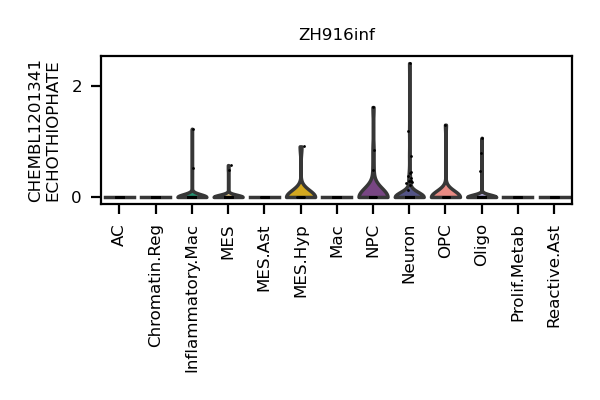 ZH916inf
CHEMBL1201341
ECHOTHIOPHATE
2
0
AC
Chromatin.Reg
Inflammatory.Mac
MES
MES.Ast
MES.Hyp
Mac
NPC
Neuron
OPC
Oligo
Prolif.Metab
Reactive.Ast